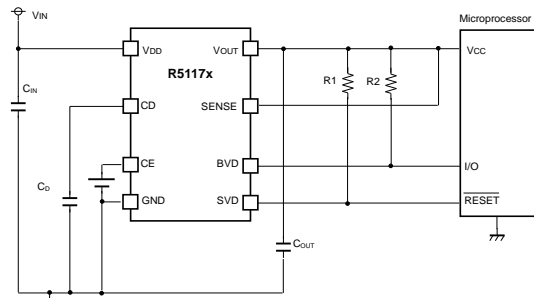 VIN
Microprocessor
VDD
VOUT
VCC
R5117x
R1
R2
CIN
CD
SENSE
CE
BVD
I/O
CD
GND
SVD
RESET
COUT